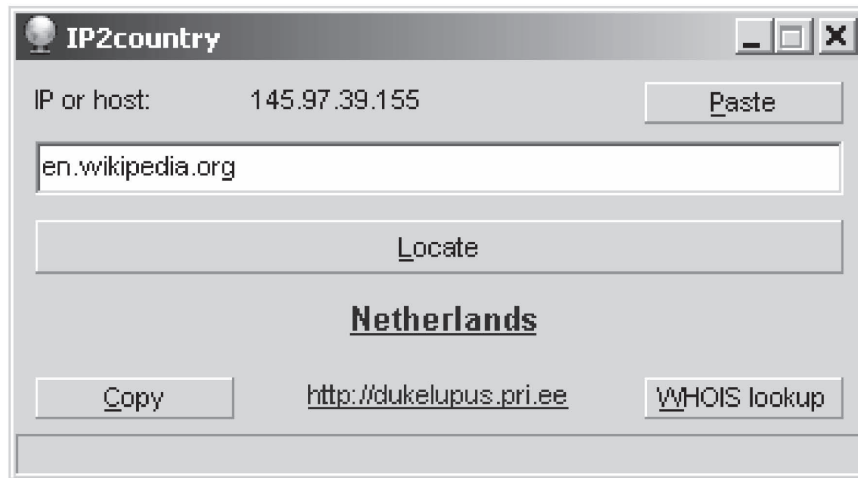 IP2country
IP or host: 145.97.39.155 Paste
en.wikipedia.org
Locate
Netherlands
Copy http://dukelupus.pri.ee WHOIS lookup